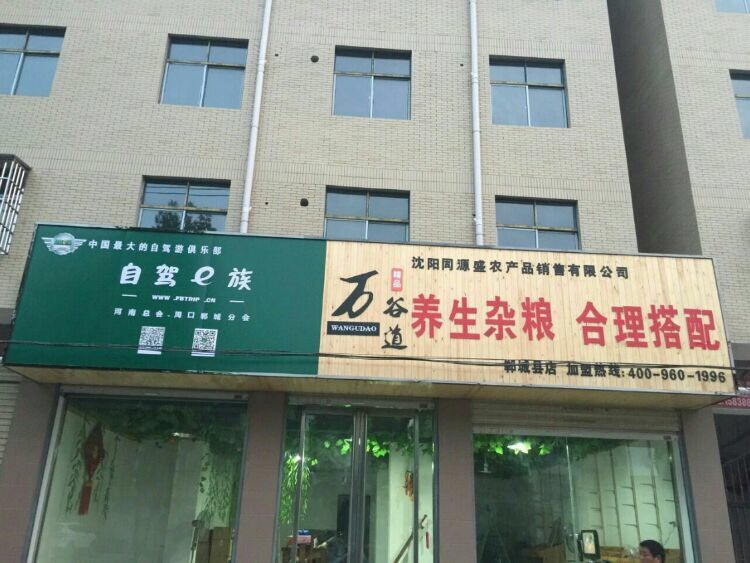 中国最大的自驾游俱乐部
自驾e族
河南总会-周口郸城分会
沈阳同源盛农产品销售有限公司
精品
万谷道
WANGUDAO
养生杂粮 合理搭配
郸城县店 加盟热线:400-960-1996